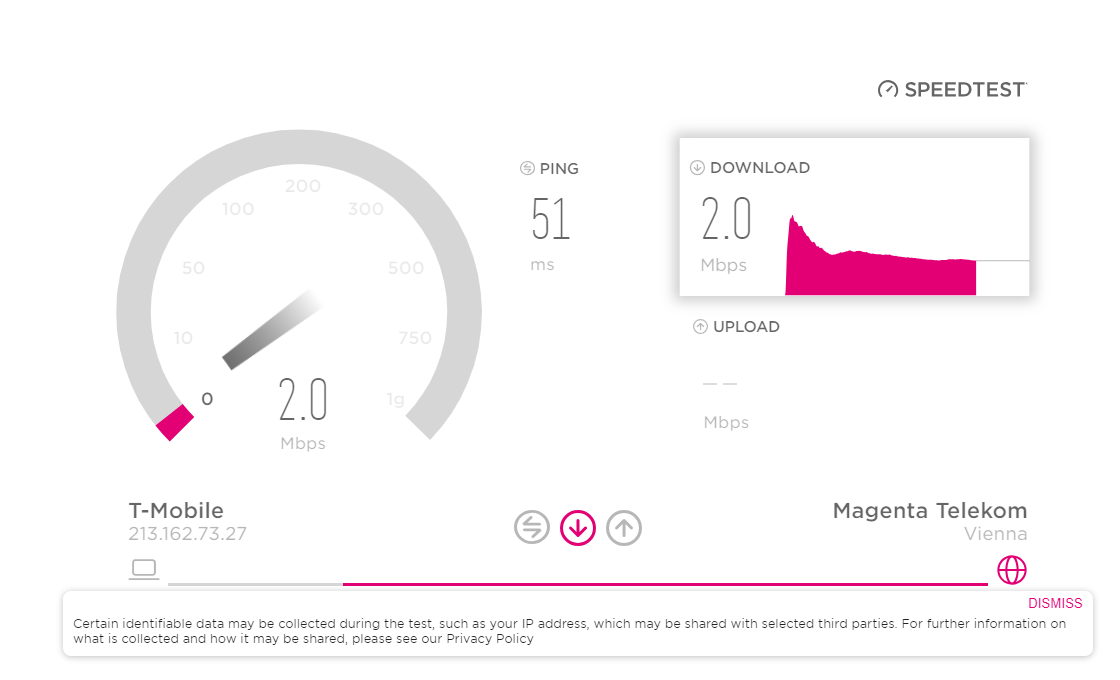 SPEEDTEST
200
100
300
50
500
10
750
0
1g
2.0
Mbps
PING
51
ms
DOWNLOAD
2.0
Mbps
UPLOAD
— —
Mbps
T-Mobile
213.162.73.27
Magenta Telekom
Vienna
DISMISS
Certain identifiable data may be collected during the test, such as your IP address, which may be shared with selected third parties. For further information on
what is collected and how it may be shared, please see our Privacy Policy